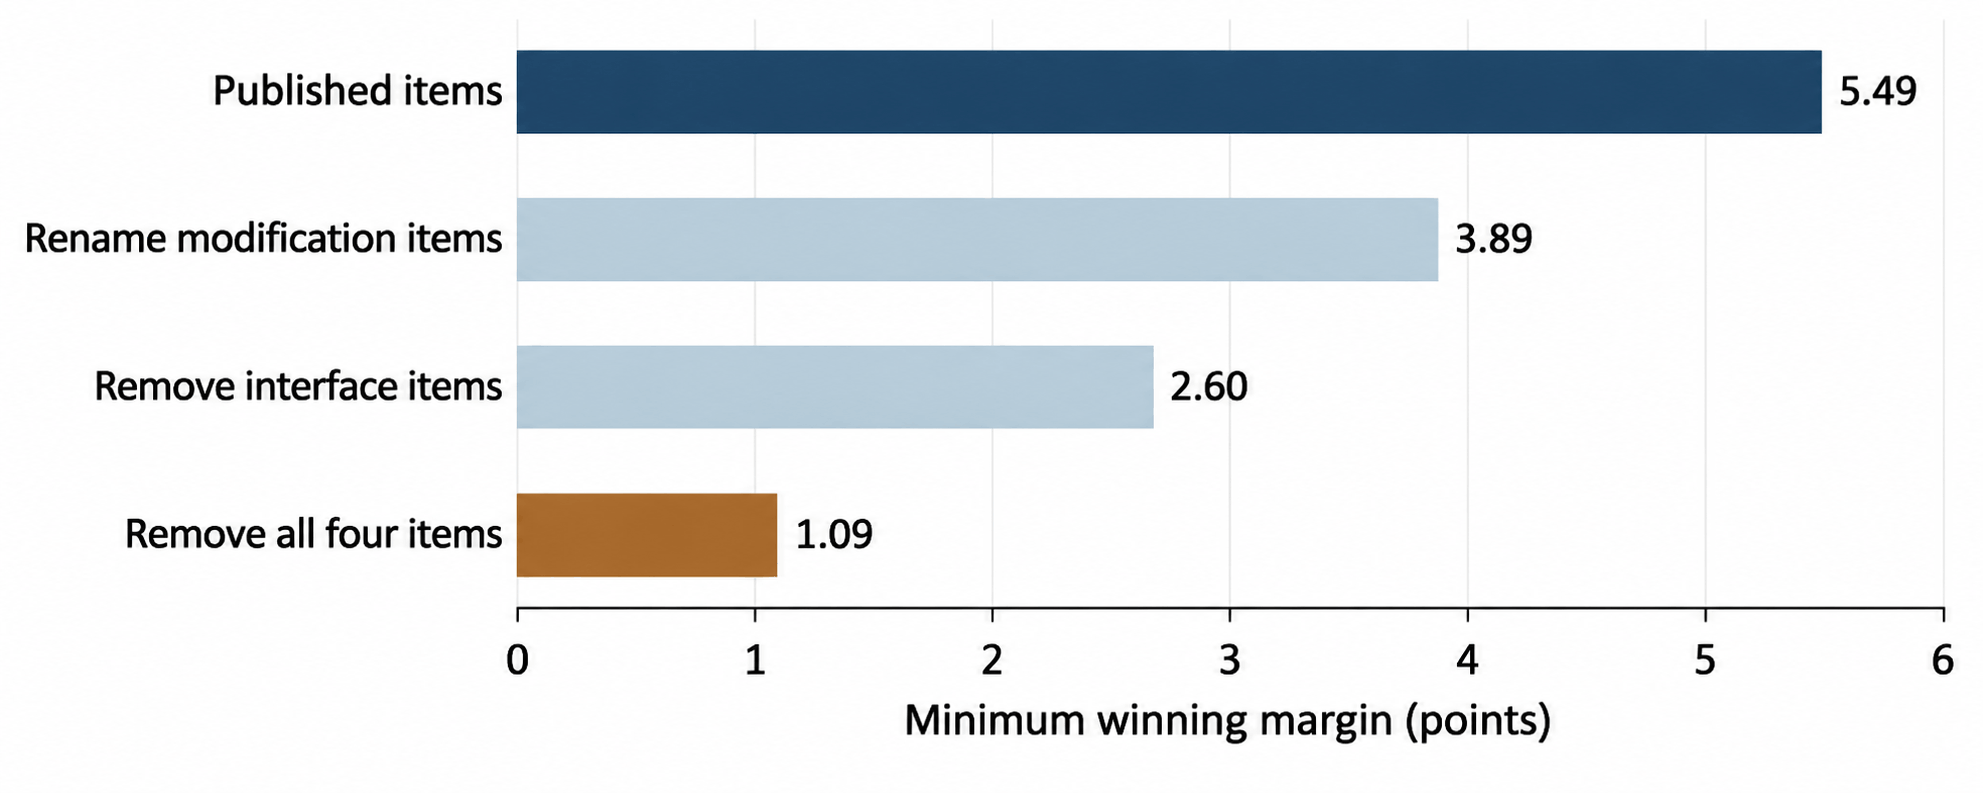 Published items 5.49
Rename modification items 3.89
Remove interface items 2.60
Remove all four items 1.09
0 1 2 3 4 5 6
Minimum winning margin (points)